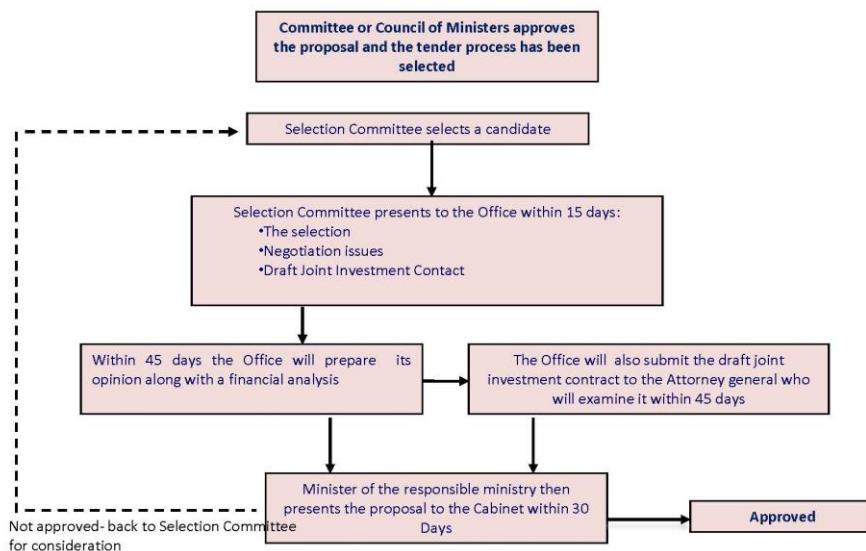 Committee or Council of Ministers approves
the proposal and the tender process has been
selected
Selection Committee selects a candidate
Selection Committee presents to the Office within 15 days:
•The selection
•Negotiation issues
•Draft Joint Investment Contact
Within 45 days the Office will prepare its
opinion along with a financial analysis
The Office will also submit the draft joint
investment contract to the Attorney general who
will examine it within 45 days
Minister of the responsible ministry then
presents the proposal to the Cabinet within 30
Days
Approved
Not approved- back to Selection Committee
for consideration